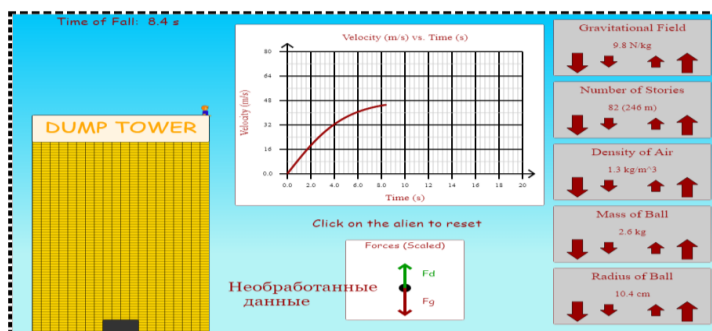 Time of Fall: 8.4 s
DUMP TOWER
Velocity (m/s) vs. Time (s)
Velocity (m/s)
80
64
48
32
16
0.0
0.0 2.0 4.0 6.0 8.0 10 12 14 16 18 20
Time (s)
Click on the alien to reset
Forces (Scaled)
Fd
Fg
Необработанные
данные
Gravitational Field
9.8 N/kg
Number of Stories
82 (246 m)
Density of Air
1.3 kg/m^3
Mass of Ball
2.6 kg
Radius of Ball
10.4 cm